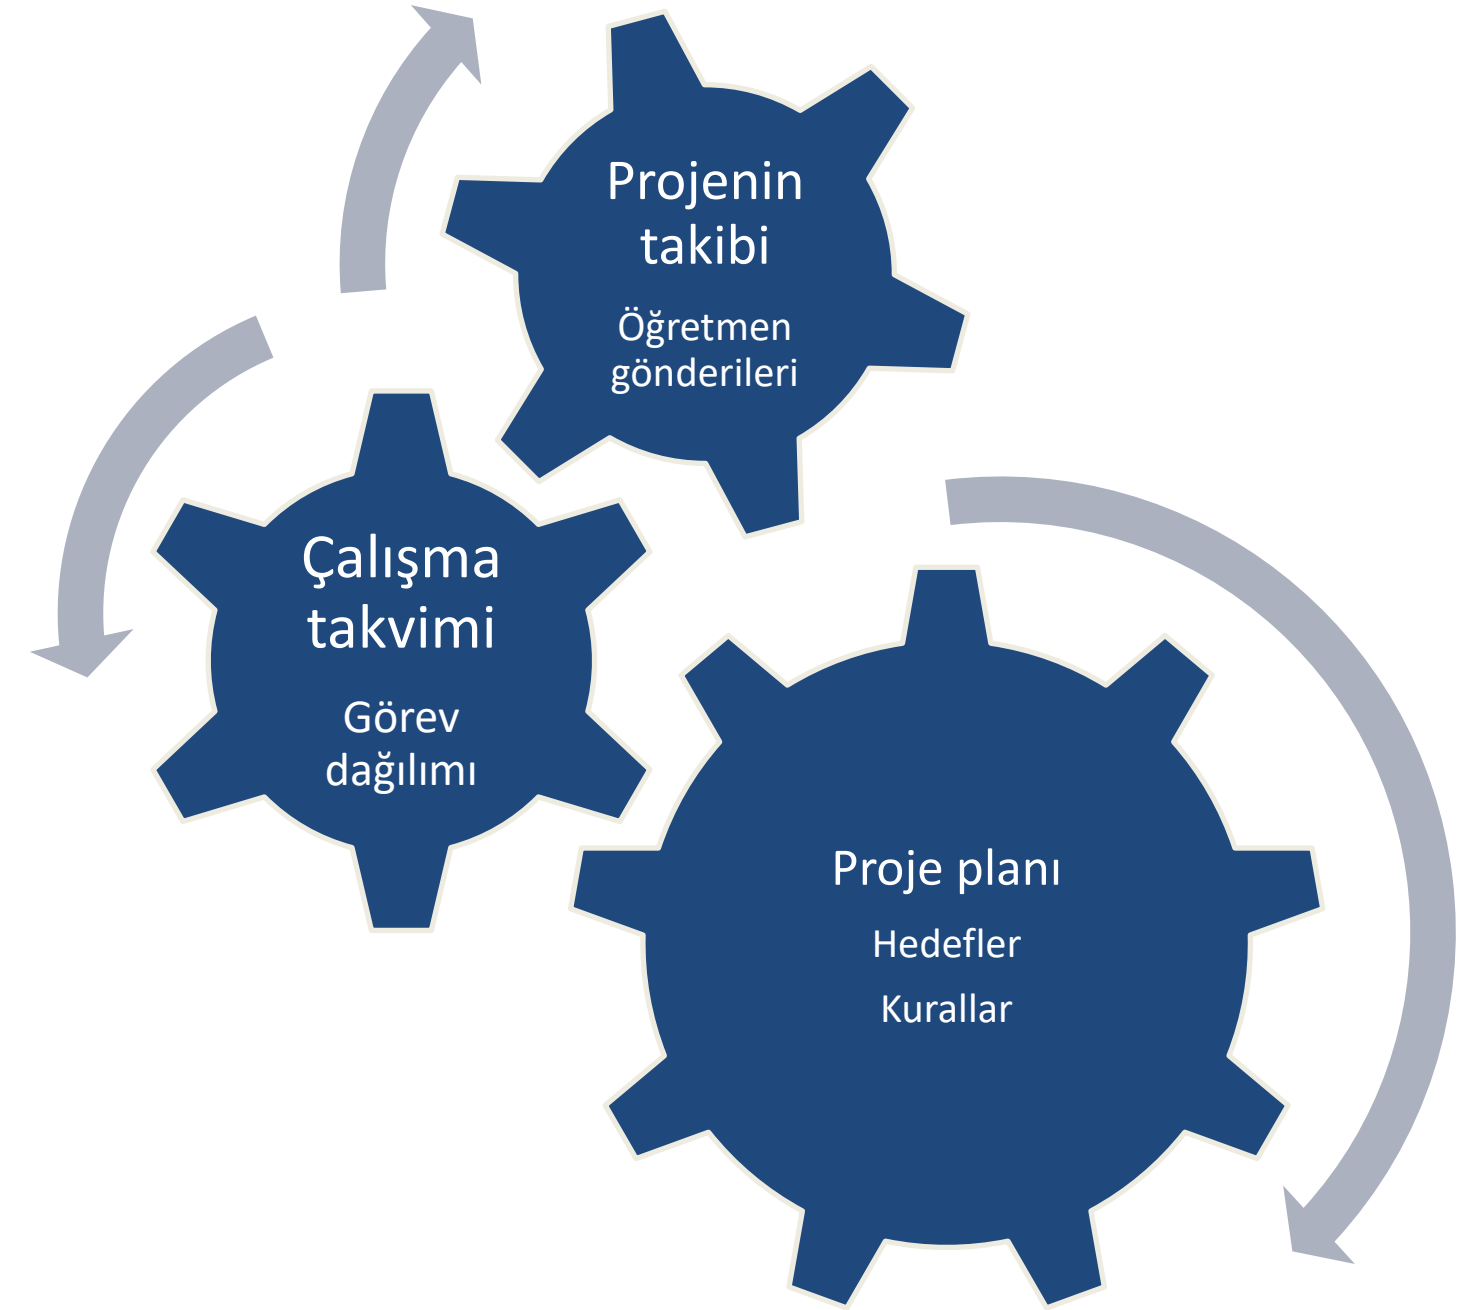 Projenin
takibi
Öğretmen
gönderileri
Çalışma
takvimi
Görev
dağılımı
Proje planı
Hedefler
Kurallar